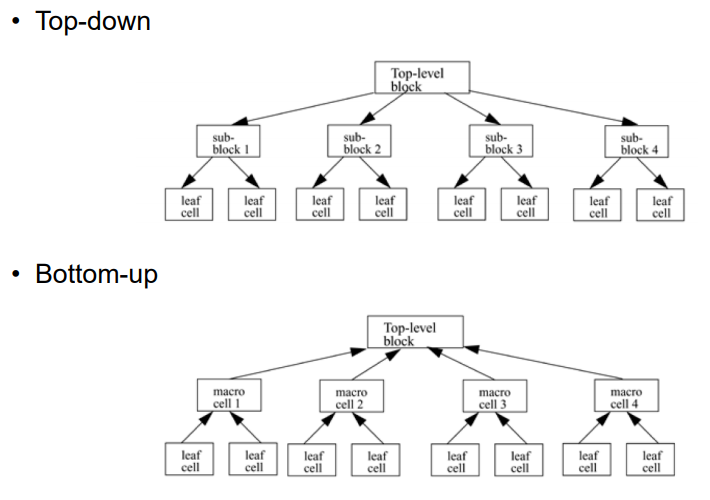 • Top-down
Top-level
block
sub-
block 1
sub-
block 2
sub-
block 3
sub-
block 4
leaf
cell
leaf
cell
leaf
cell
leaf
cell
leaf
cell
leaf
cell
leaf
cell
leaf
cell
• Bottom-up
Top-level
block
macro
cell 1
macro
cell 2
macro
cell 3
macro
cell 4
leaf
cell
leaf
cell
leaf
cell
leaf
cell
leaf
cell
leaf
cell
leaf
cell
leaf
cell